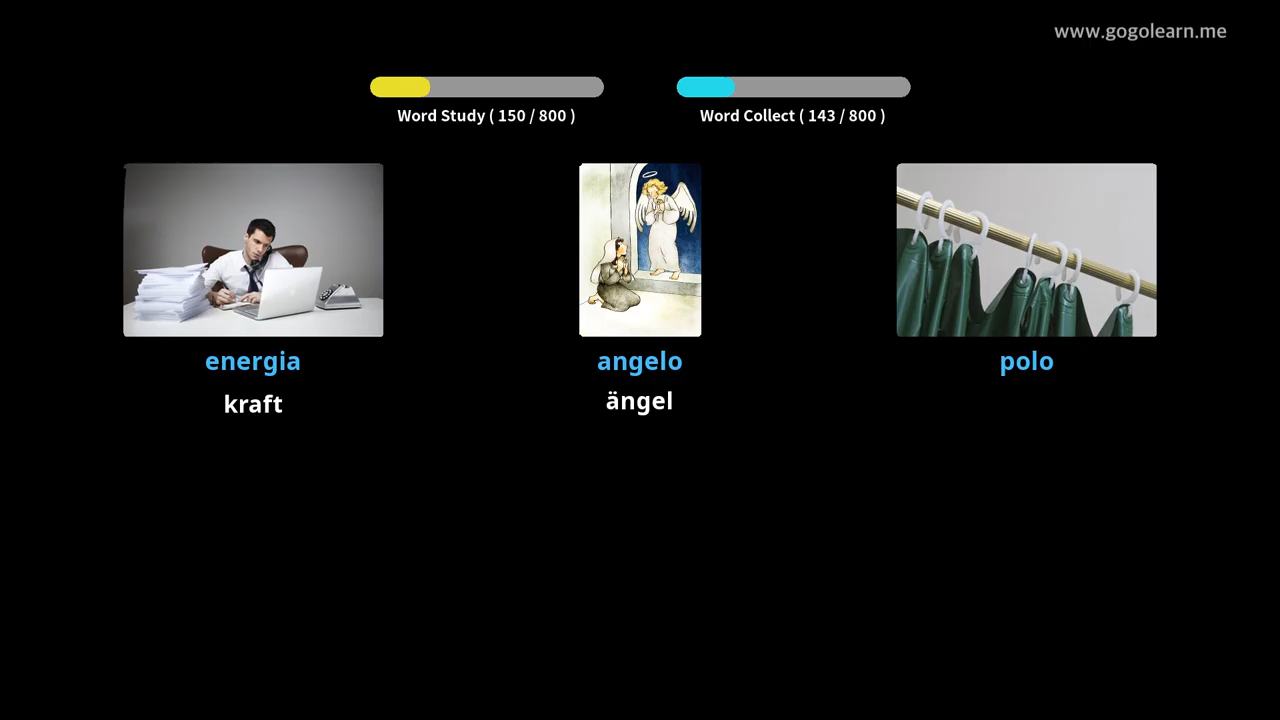 www.gogolearn.me
Word Study ( 150 / 800 )
Word Collect ( 143 / 800 )
energia
angelo
polo
kraft
ängel